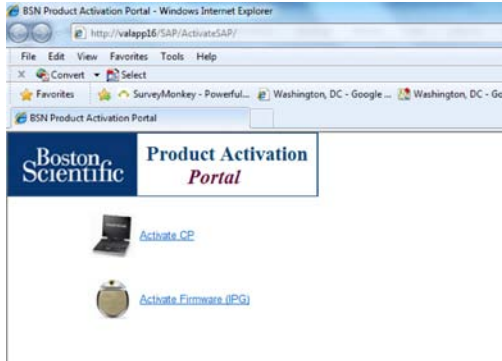 BSN Product Activation Portal - Windows Internet Explorer
http://valapp16/SAP/ActivateSAP/
File Edit View Favorites Tools Help
X Convert Select
Favorites SurveyMonkey - Powerful... Washington, DC - Google ... Washington, DC - Go
BSN Product Activation Portal
Boston Scientific
Product Activation
Portal
Activate CP
Activate Firmware (IPG)